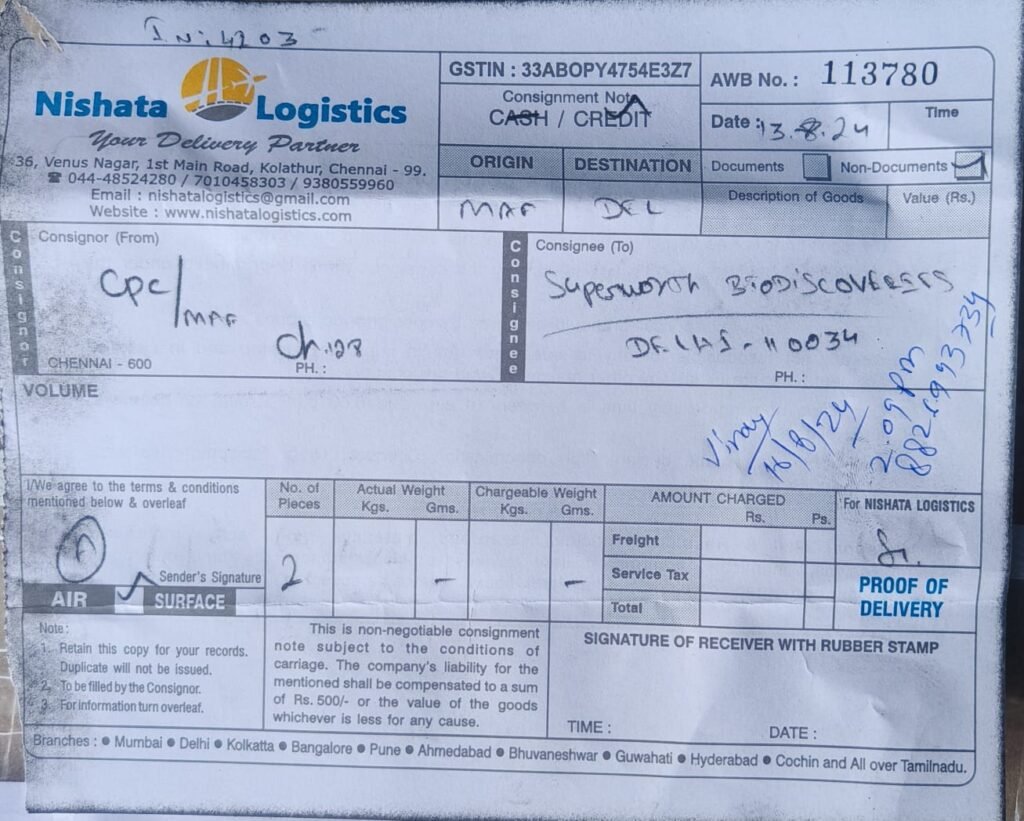 I.N: 4203
Nishata Logistics
Your Delivery Partner
36, Venus Nagar, 1st Main Road, Kolathur, Chennai - 99.
☎ 044-48524280 / 7010458303 / 9380559960
Email : nishatalogistics@gmail.com
Website : www.nishatalogistics.com
GSTIN : 33ABOPY4754E3Z7
Consignment Note
CASH / CREDIT
AWB No. : 113780
Date : 13.8.24
Time
ORIGIN
DESTINATION
MAA
DEL
Documents
Non-Documents
Description of Goods
Value (Rs.)
Consignor
Consignor (From)
CPC/
MAA
Ch.128
CHENNAI - 600
PH. :
Consignee
Consignee (To)
Superworth BIODISCOVERERS
DELHI - 110034
PH. :
VOLUME
16/8/24
2.09 PM
8826993734
I/We agree to the terms & conditions
mentioned below & overleaf
Sender's Signature
AIR
SURFACE
No. of
Pieces
2
Actual Weight
Kgs. Gms.
-
Chargeable Weight
Kgs. Gms.
-
AMOUNT CHARGED
Rs. Ps.
Freight
Service Tax
Total
For NISHATA LOGISTICS
PROOF OF
DELIVERY
Note :
1. Retain this copy for your records.
Duplicate will not be issued.
2. To be filled by the Consignor.
3. For information turn overleaf.
This is non-negotiable consignment
note subject to the conditions of
carriage. The company's liability for the
mentioned shall be compensated to a sum
of Rs. 500/- or the value of the goods
whichever is less for any cause.
SIGNATURE OF RECEIVER WITH RUBBER STAMP
TIME :
DATE :
Branches : ● Mumbai ● Delhi ● Kolkatta ● Bangalore ● Pune ● Ahmedabad ● Bhuvaneshwar ● Guwahati ● Hyderabad ● Cochin and All over Tamilnadu.